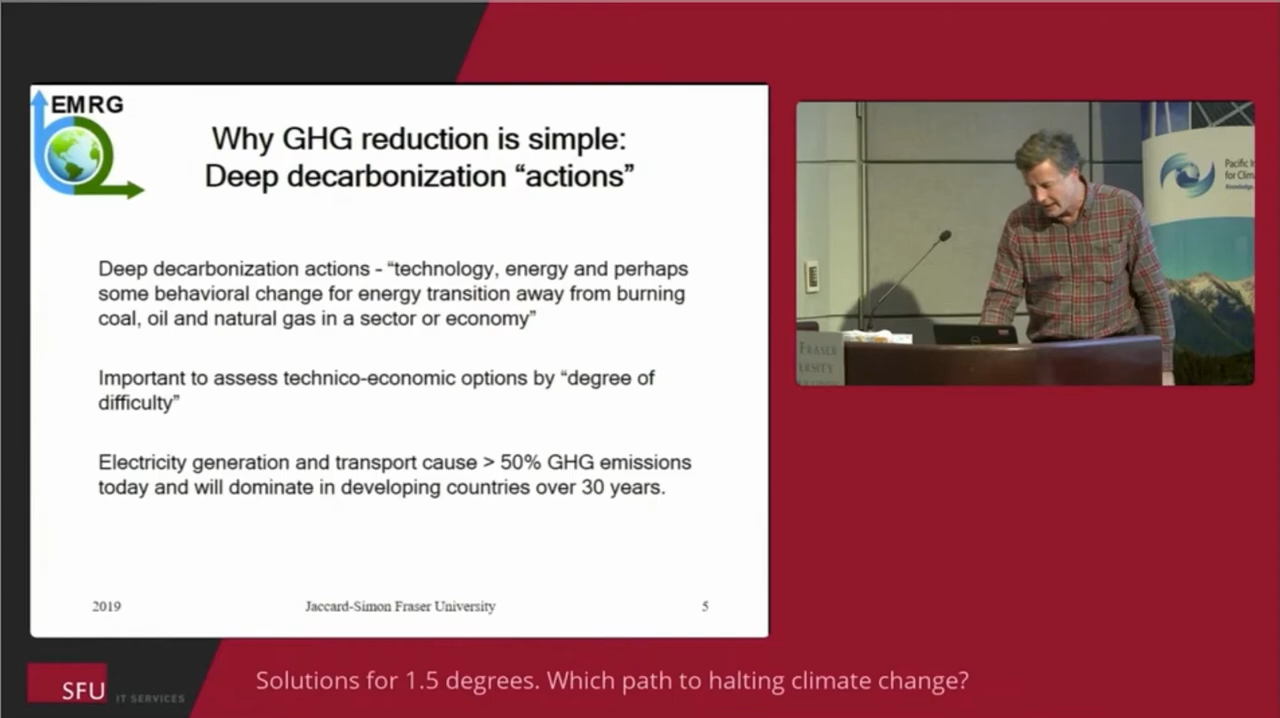 EMRG
Why GHG reduction is simple:
Deep decarbonization “actions”
Deep decarbonization actions - “technology, energy and perhaps
some behavioral change for energy transition away from burning
coal, oil and natural gas in a sector or economy”
Important to assess technico-economic options by “degree of
difficulty”
Electricity generation and transport cause > 50% GHG emissions
today and will dominate in developing countries over 30 years.
2019
Jaccard-Simon Fraser University
5
Pacific
for
Knowledge
FRASER
SFU
IT SERVICES
Solutions for 1.5 degrees. Which path to halting climate change?